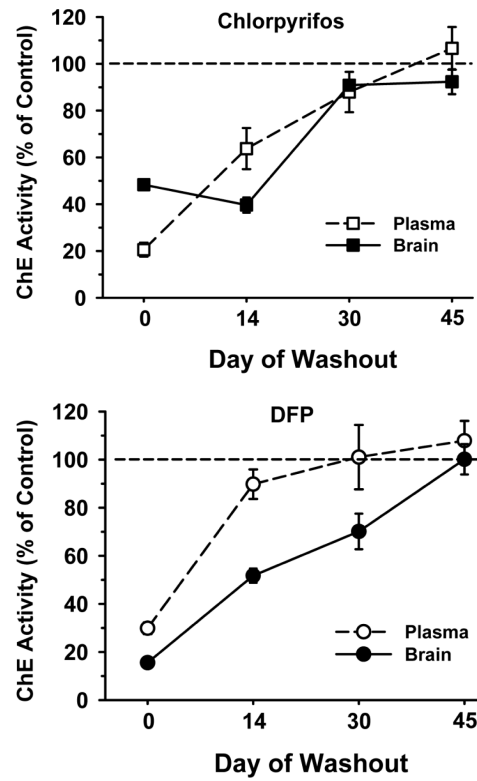 Chlorpyrifos
ChE Activity (% of Control)
120
100
80
60
40
20
0
Plasma
Brain
0 14 30 45
Day of Washout
DFP
ChE Activity (% of Control)
120
100
80
60
40
20
0
Plasma
Brain
0 14 30 45
Day of Washout